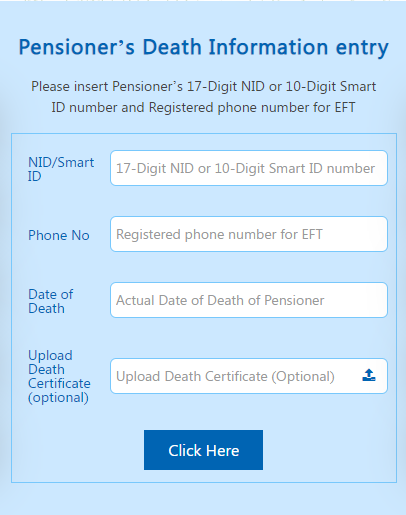 Pensioner's Death Information entry
Please insert Pensioner's 17-Digit NID or 10-Digit Smart
ID number and Registered phone number for EFT
NID/Smart
ID
17-Digit NID or 10-Digit Smart ID number
Phone No
Registered phone number for EFT
Date of
Death
Actual Date of Death of Pensioner
Upload
Death
Certificate
(optional)
Upload Death Certificate (Optional)
Click Here